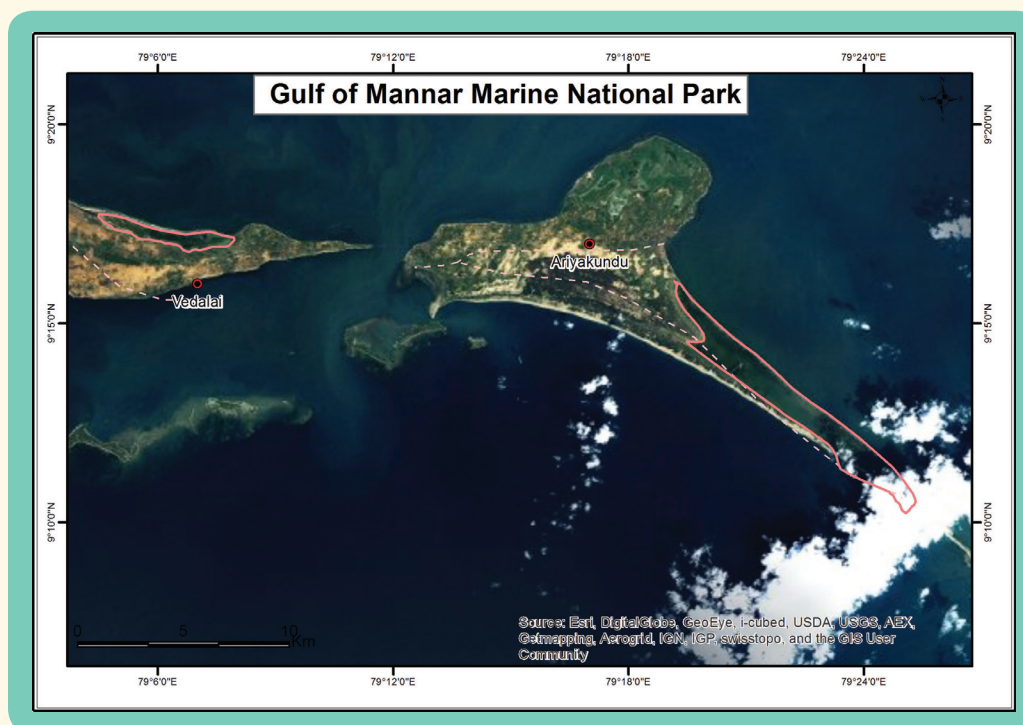 79°6'0"E 79°12'0"E 79°18'0"E 79°24'0"E
Gulf of Mannar Marine National Park
9°20'0"N 9°20'0"N
Ariyakundu
Vedalai
9°15'0"N 9°15'0"N
9°10'0"N 9°10'0"N
0 5 10
Km
Source: Esri, DigitalGlobe, GeoEye, i-cubed, USDA, USGS, AEX,
Getmapping, Aerogrid, IGN, IGP, swisstopo, and the GIS User
Community
79°6'0"E 79°12'0"E 79°18'0"E 79°24'0"E